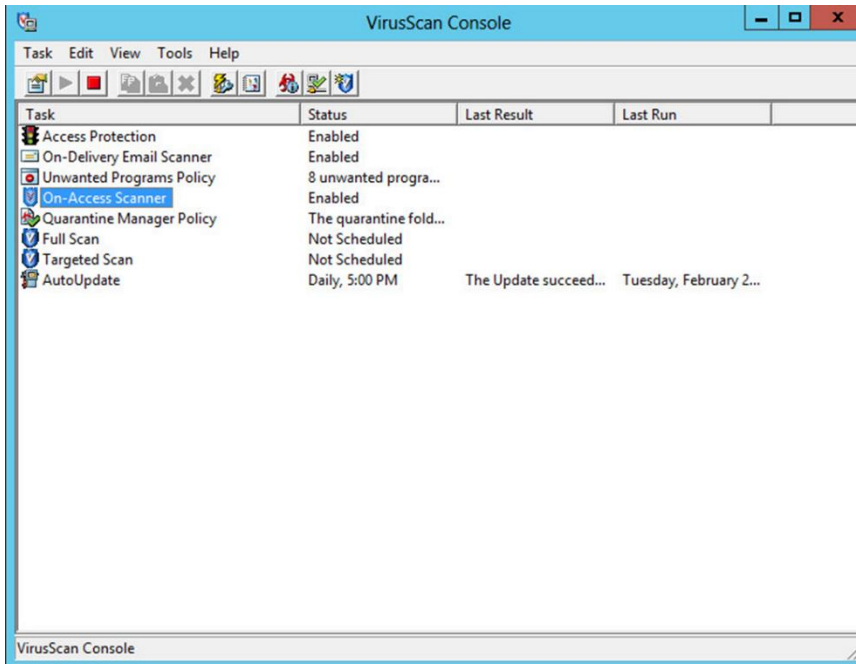 VirusScan Console
Task Edit View Tools Help
Task Status Last Result Last Run
Access Protection Enabled
On-Delivery Email Scanner Enabled
Unwanted Programs Policy 8 unwanted progra...
On-Access Scanner Enabled
Quarantine Manager Policy The quarantine fold...
Full Scan Not Scheduled
Targeted Scan Not Scheduled
AutoUpdate Daily, 5:00 PM The Update succeed... Tuesday, February 2...
VirusScan Console